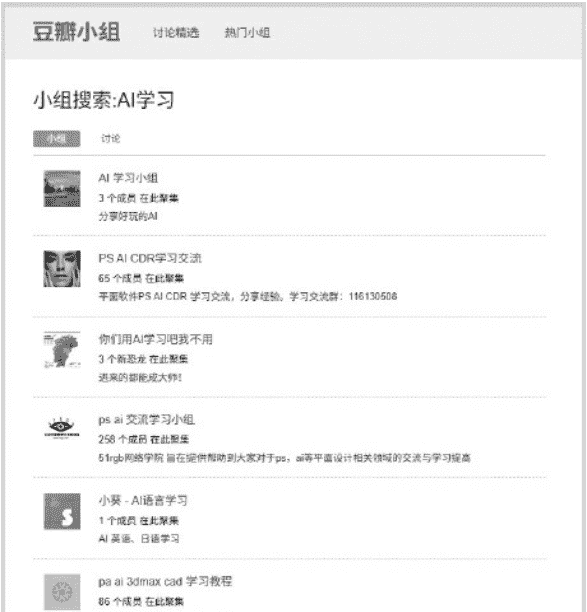 豆瓣小组 讨论精选 热门小组
小组搜索:AI学习
小组 讨论
AI 学习小组
3 个成员 在此聚集
分享好玩的AI
PS AI CDR学习交流
65 个成员 在此聚集
平面软件PS AI CDR 学习交流，分享经验。学习交流群：116130508
你们用AI学习吧我不用
3 个新恐龙 在此聚集
进来的都能成大师！
ps ai 交流学习小组
258 个成员 在此聚集
51rgb网络学院 旨在提供帮助到大家对于ps，ai等平面设计相关领域的交流与学习提高
小葵 - AI语言学习
1 个成员 在此聚集
AI 英语、日语学习
pa ai 3dmax cad 学习教程
86 个成员 在此聚集